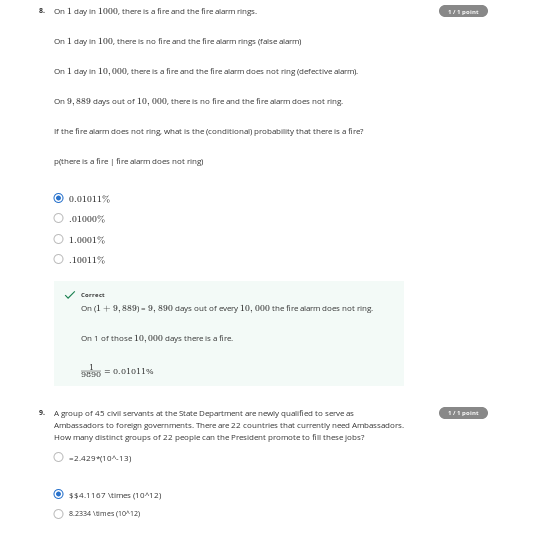 8. On 1 day in 1000, there is a fire and the fire alarm rings.
1 / 1 point
On 1 day in 100, there is no fire and the fire alarm rings (false alarm)
On 1 day in 10,000, there is a fire and the fire alarm does not ring (defective alarm).
On 9,889 days out of 10,000, there is no fire and the fire alarm does not ring.
If the fire alarm does not ring, what is the (conditional) probability that there is a fire?
p(there is a fire | fire alarm does not ring)
0.01011%
.01000%
1.0001%
.10011%
Correct
On (1 + 9,889) = 9,890 days out of every 10,000 the fire alarm does not ring.
On 1 of those 10,000 days there is a fire.
1/9890 = 0.01011%
9. A group of 45 civil servants at the State Department are newly qualified to serve as
1 / 1 point
Ambassadors to foreign governments. There are 22 countries that currently need Ambassadors.
How many distinct groups of 22 people can the President promote to fill these jobs?
=2.429*(10^-13)
$$4.1167 \times (10^12)
8.2334 \times (10^12)